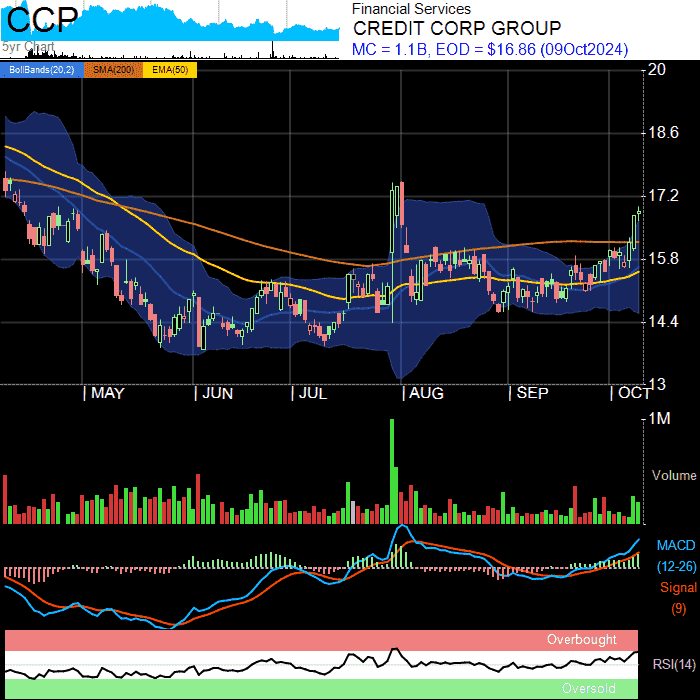 CCP
5yr Chart
Financial Services
CREDIT CORP GROUP
MC = 1.1B, EOD = $16.86 (09Oct2024)
BollBands(20,2) SMA(200) EMA(50)
20
18.6
17.2
15.8
14.4
13
MAY JUN JUL AUG SEP OCT
1M
Volume
MACD
(12-26)
Signal
(9)
Overbought
RSI(14)
Oversold